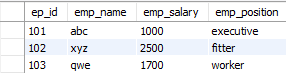 ep_id emp_name emp_salary emp_position
101 abc 1000 executive
102 xyz 2500 fitter
103 qwe 1700 worker